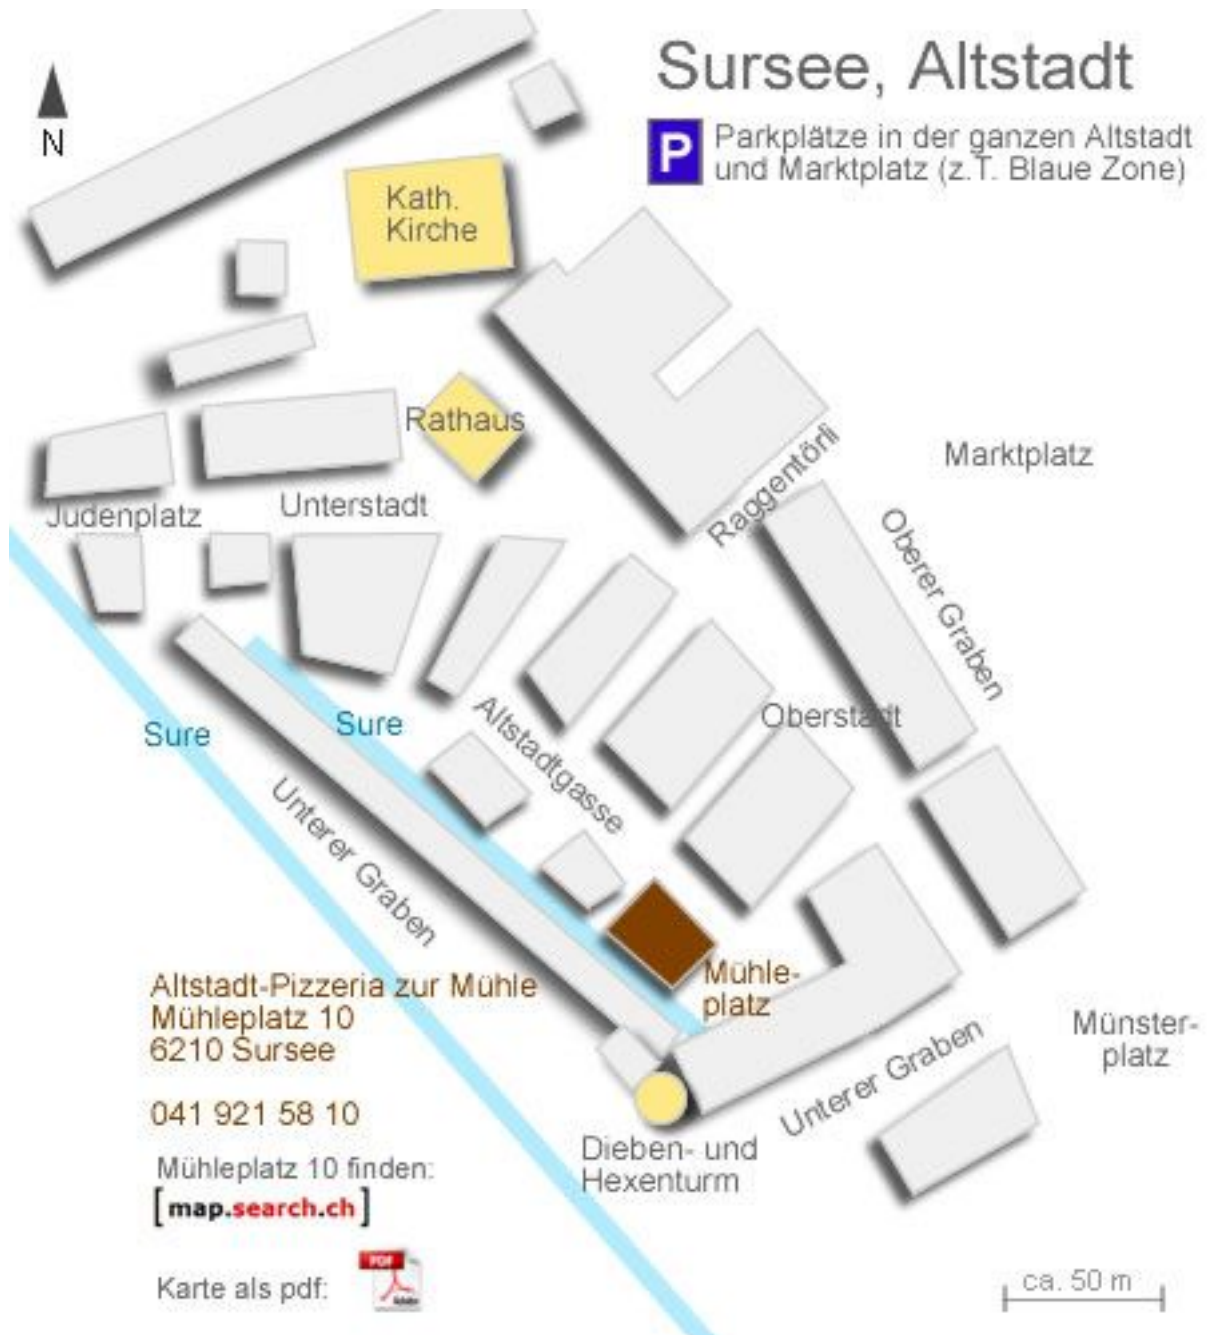 Sursee, Altstadt
N
P
Parkplätze in der ganzen Altstadt
und Marktplatz (z.T. Blaue Zone)
Kath.
Kirche
Rathaus
Raggentörli
Marktplatz
Judenplatz
Unterstadt
Oberer Graben
Sure
Sure
Altstadtgasse
Oberstadt
Unterer Graben
Altstadt-Pizzeria zur Mühle
Mühleplatz 10
6210 Sursee
041 921 58 10
Mühle-
platz
Münster-
platz
Unterer Graben
Dieben- und
Hexenturm
Mühleplatz 10 finden:
[map.search.ch]
Karte als pdf:
PDF
Adobe
ca. 50 m